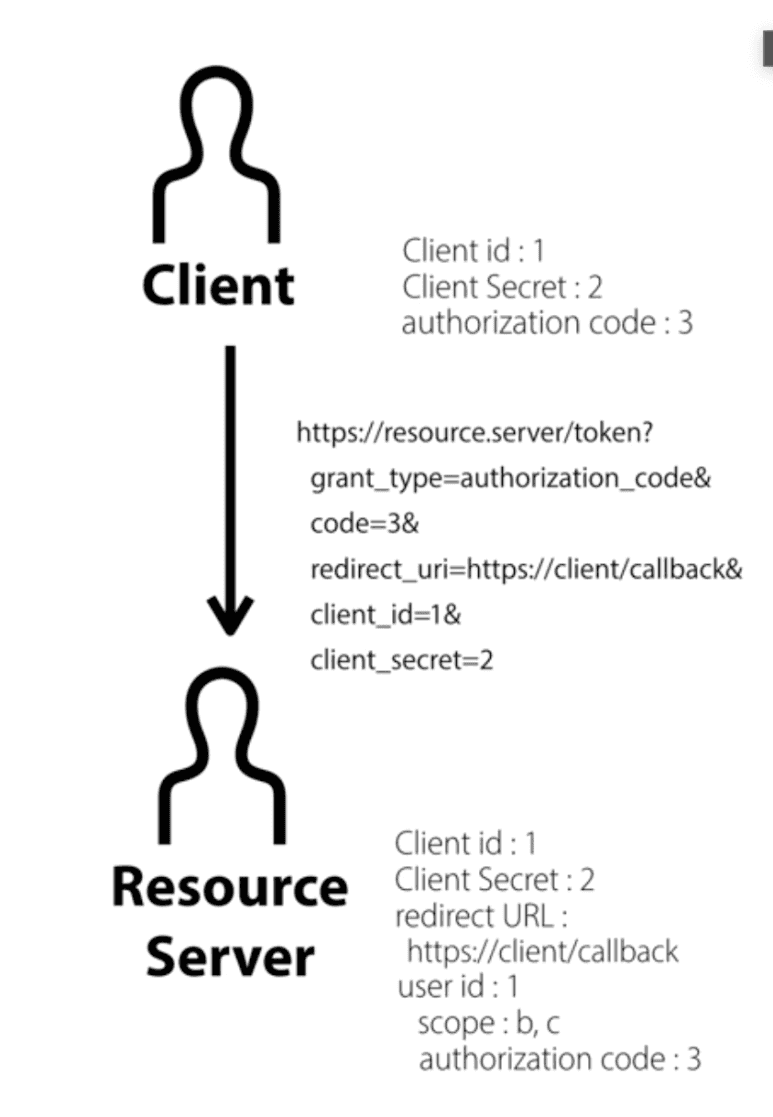 Client
Client id : 1
Client Secret : 2
authorization code : 3
https://resource.server/token?
grant_type=authorization_code&
code=3&
redirect_uri=https://client/callback&
client_id=1&
client_secret=2
Resource
Server
Client id : 1
Client Secret : 2
redirect URL :
https://client/callback
user id : 1
scope : b, c
authorization code : 3